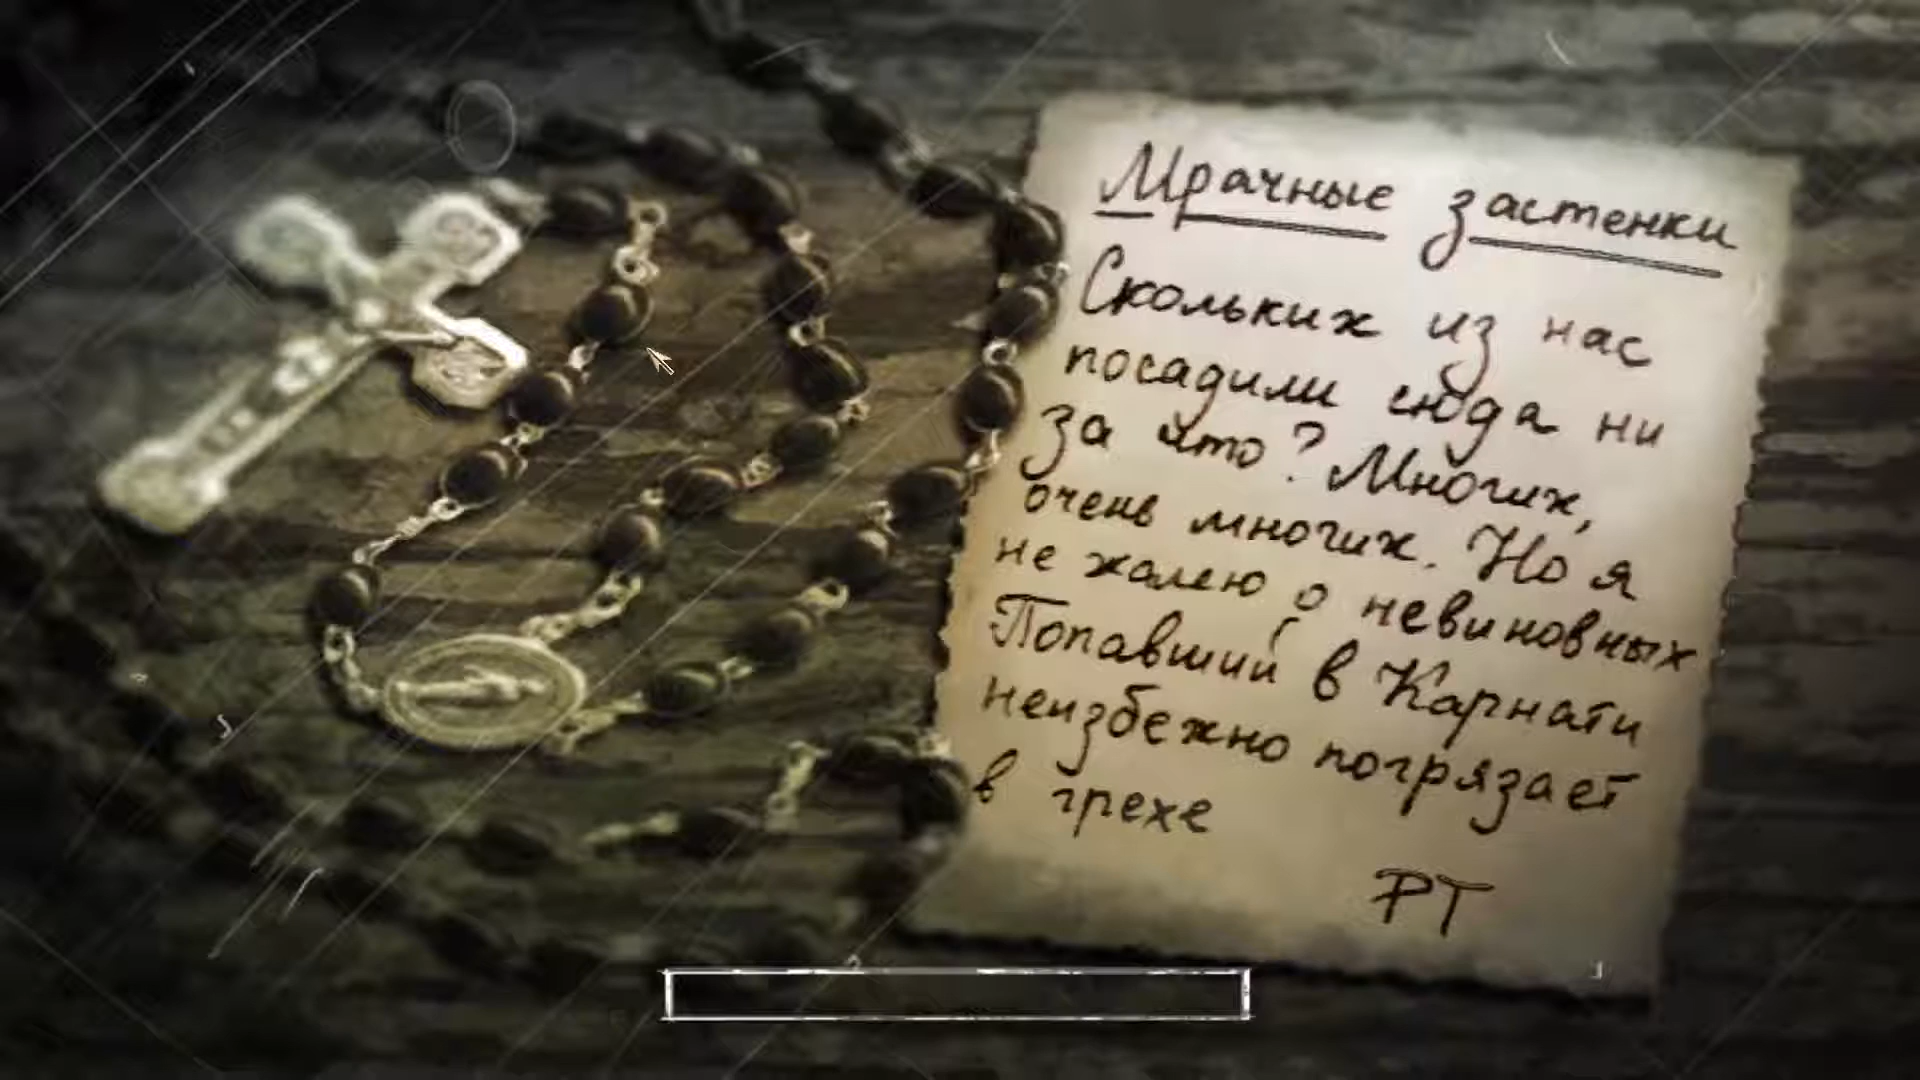 Мрачные застенки
Скольких из нас
посадили сюда ни
за что? Многих,
очень многих. Но я
не жалею о невиновных
Попавший в Карнати
неизбежно погрязает
в грехе
РТ